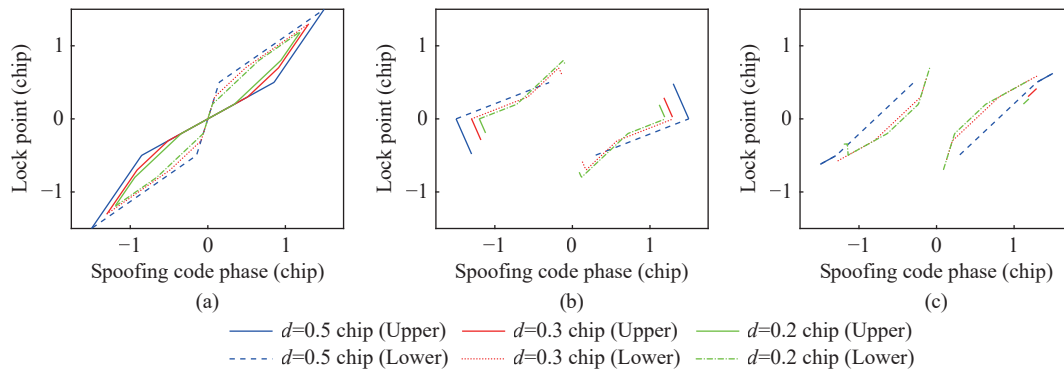 1
0
−1
Lock point (chip)
−1 0 1
Spoofing code phase (chip)
(a)
1
0
−1
Lock point (chip)
−1 0 1
Spoofing code phase (chip)
(b)
1
0
−1
Lock point (chip)
−1 0 1
Spoofing code phase (chip)
(c)
d=0.5 chip (Upper) d=0.3 chip (Upper) d=0.2 chip (Upper)
d=0.5 chip (Lower) d=0.3 chip (Lower) d=0.2 chip (Lower)